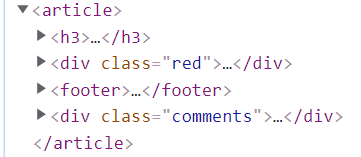 ▼<article>
▶<h3>…</h3>
▶<div class="red">…</div>
▶<footer>…</footer>
▶<div class="comments">…</div>
</article>